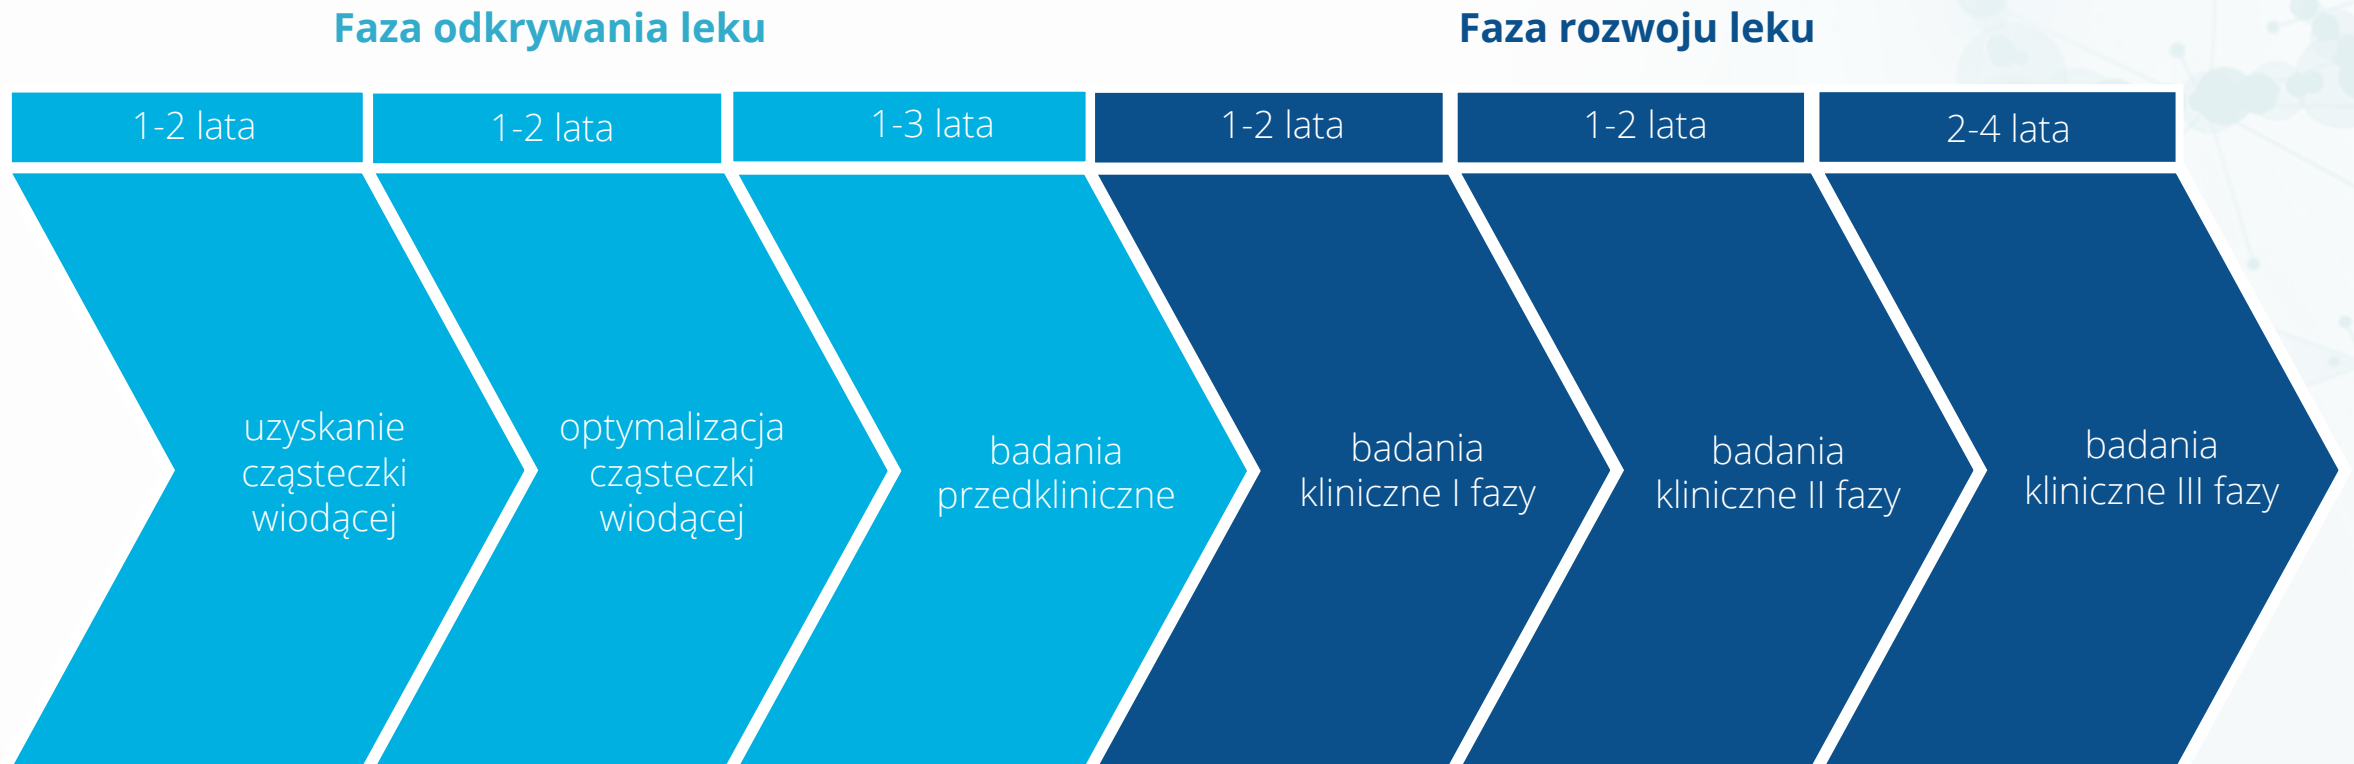 Faza odkrywania leku
Faza rozwoju leku
1-2 lata
1-2 lata
1-3 lata
1-2 lata
1-2 lata
2-4 lata
uzyskanie
cząsteczki
wiodącej
optymalizacja
cząsteczki
wiodącej
badania
przedkliniczne
badania
kliniczne I fazy
badania
kliniczne II fazy
badania
kliniczne III fazy